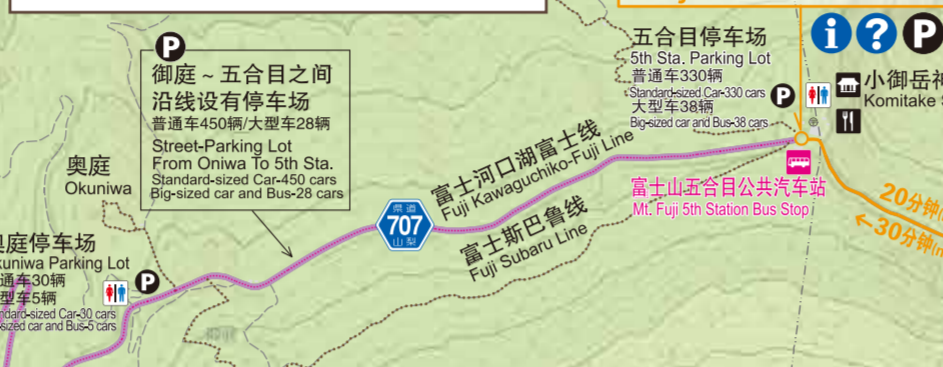 P
御庭~五合目之间
沿线设有停车场
普通车450辆/大型车28辆
Street-Parking Lot
From Oniwa To 5th Sta.
Standard-sized Car-450 cars
Big-sized car and Bus-28 cars
五合目停车场
5th Sta. Parking Lot
普通车330辆
Standard-sized Car-330 cars
大型车38辆
Big-sized car and Bus-38 cars
P
i ? P
小御岳神
Komitake S
奥庭
Okuniwa
富士河口湖富士线
Fuji Kawaguchiko-Fuji Line
県道
707
山梨
富士斯巴鲁线
Fuji Subaru Line
富士山五合目公共汽车站
Mt. Fuji 5th Station Bus Stop
20分钟(
←30分钟(
奥庭停车场
kuniwa Parking Lot
通车30辆
型车5辆
ndard-sized Car-30 cars
sized car and Bus-5 cars
P